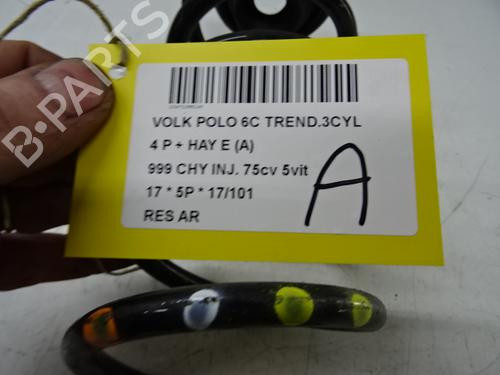 VOLK POLO 6C TREND.3CYL
4 P + HAY E (A)
999 CHY INJ. 75cv 5vit
17 * 5P * 17/101
RES AR
A
B-PARTS